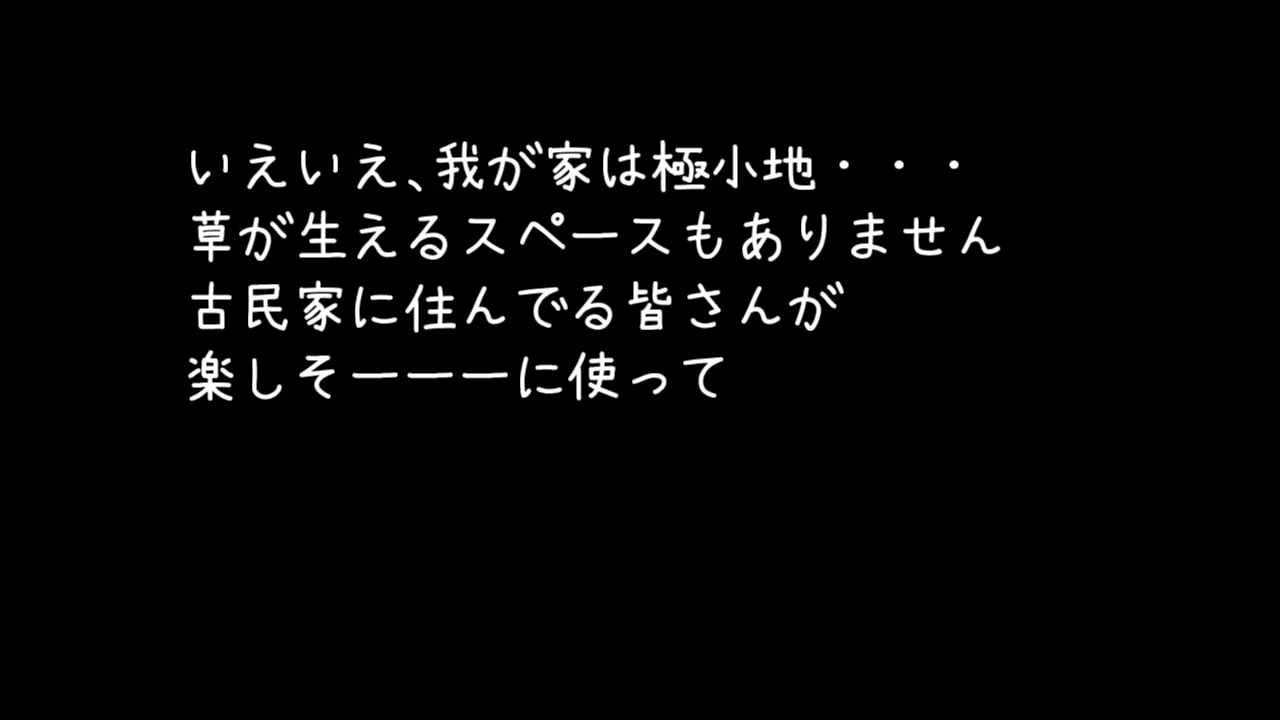 いえいえ、我が家は極小地・・・
草が生えるスペースもありません
古民家に住んでる皆さんが
楽しそーーーに使って